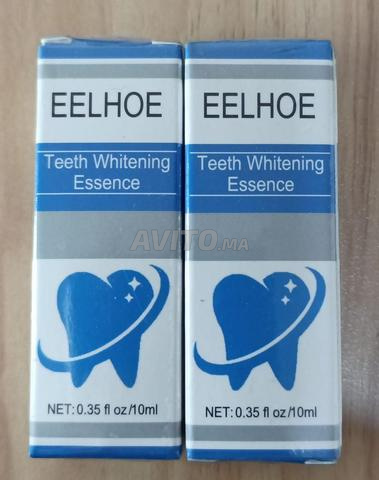 EELHOE
Teeth Whitening
Essence
NET: 0.35 fl oz/10ml
EELHOE
Teeth Whitening
Essence
NET: 0.35 fl oz/10ml
AVITO.MA